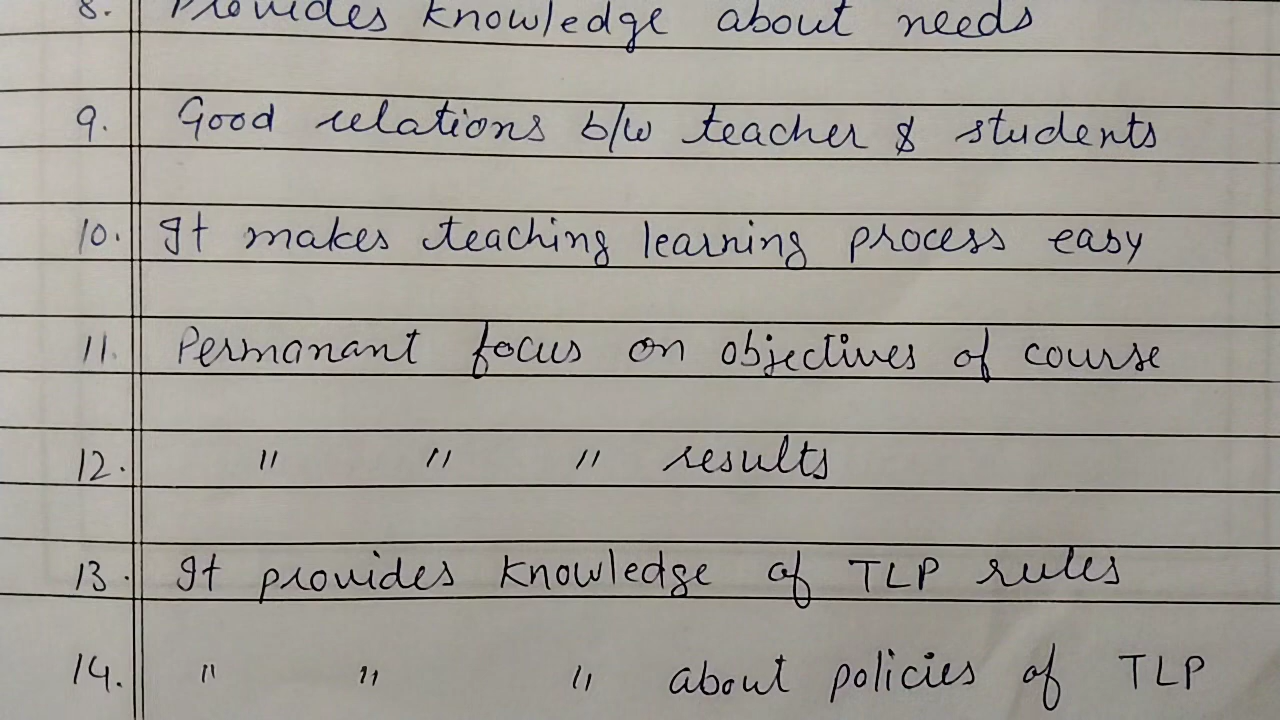 8. Provides knowledge about needs
9. Good relations b/w teacher & students
10. It makes teaching learning process easy
11. Permanant focus on objectives of course
12. " " " results
13. It provides knowledge of TLP rules
14. " " " about policies of TLP